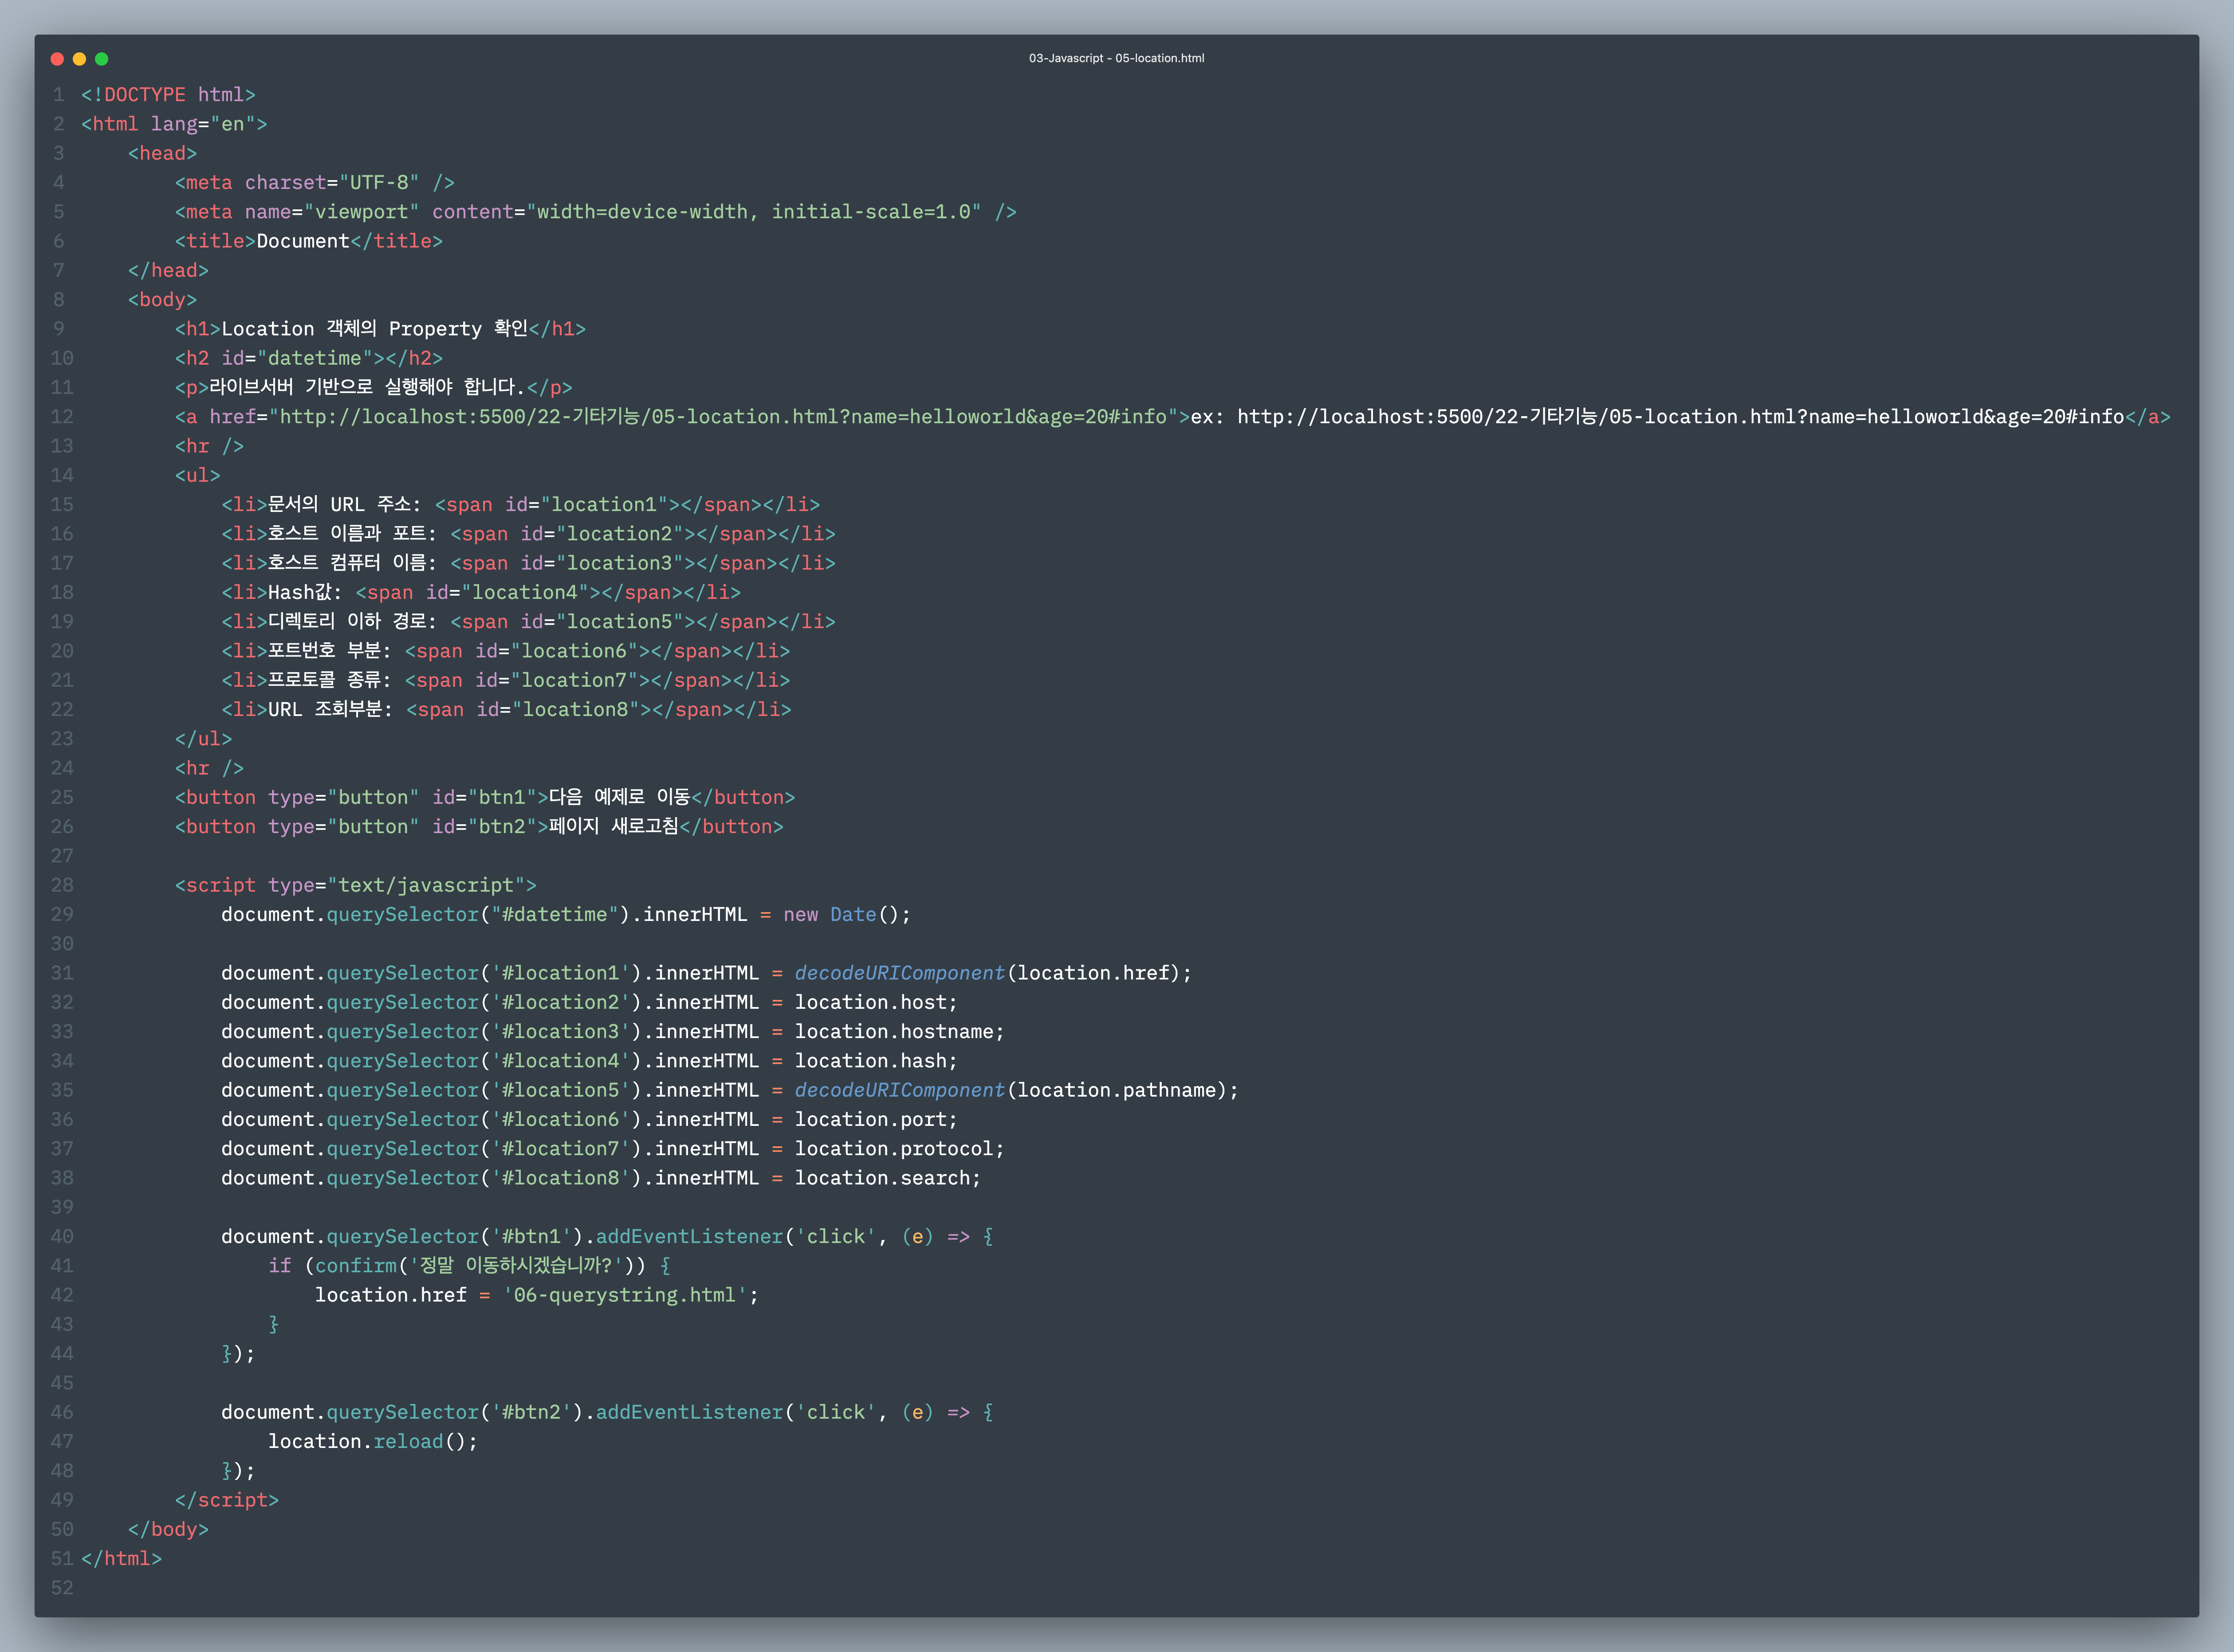 03-Javascript - 05-location.html
1 <!DOCTYPE html>
2 <html lang="en">
3     <head>
4         <meta charset="UTF-8" />
5         <meta name="viewport" content="width=device-width, initial-scale=1.0" />
6         <title>Document</title>
7     </head>
8     <body>
9         <h1>Location 객체의 Property 확인</h1>
10         <h2 id="datetime"></h2>
11         <p>라이브서버 기반으로 실행해야 합니다.</p>
12         <a href="http://localhost:5500/22-기타기능/05-location.html?name=helloworld&age=20#info">ex: http://localhost:5500/22-기타기능/05-location.html?name=helloworld&age=20#info</a>
13         <hr />
14         <ul>
15             <li>문서의 URL 주소: <span id="location1"></span></li>
16             <li>호스트 이름과 포트: <span id="location2"></span></li>
17             <li>호스트 컴퓨터 이름: <span id="location3"></span></li>
18             <li>Hash값: <span id="location4"></span></li>
19             <li>디렉토리 이하 경로: <span id="location5"></span></li>
20             <li>포트번호 부분: <span id="location6"></span></li>
21             <li>프로토콜 종류: <span id="location7"></span></li>
22             <li>URL 조회부분: <span id="location8"></span></li>
23         </ul>
24         <hr />
25         <button type="button" id="btn1">다음 예제로 이동</button>
26         <button type="button" id="btn2">페이지 새로고침</button>
27
28         <script type="text/javascript">
29             document.querySelector("#datetime").innerHTML = new Date();
30
31             document.querySelector('#location1').innerHTML = decodeURIComponent(location.href);
32             document.querySelector('#location2').innerHTML = location.host;
33             document.querySelector('#location3').innerHTML = location.hostname;
34             document.querySelector('#location4').innerHTML = location.hash;
35             document.querySelector('#location5').innerHTML = decodeURIComponent(location.pathname);
36             document.querySelector('#location6').innerHTML = location.port;
37             document.querySelector('#location7').innerHTML = location.protocol;
38             document.querySelector('#location8').innerHTML = location.search;
39
40             document.querySelector('#btn1').addEventListener('click', (e) => {
41                 if (confirm('정말 이동하시겠습니까?')) {
42                     location.href = '06-querystring.html';
43                 }
44             });
45
46             document.querySelector('#btn2').addEventListener('click', (e) => {
47                 location.reload();
48             });
49         </script>
50     </body>
51 </html>
52